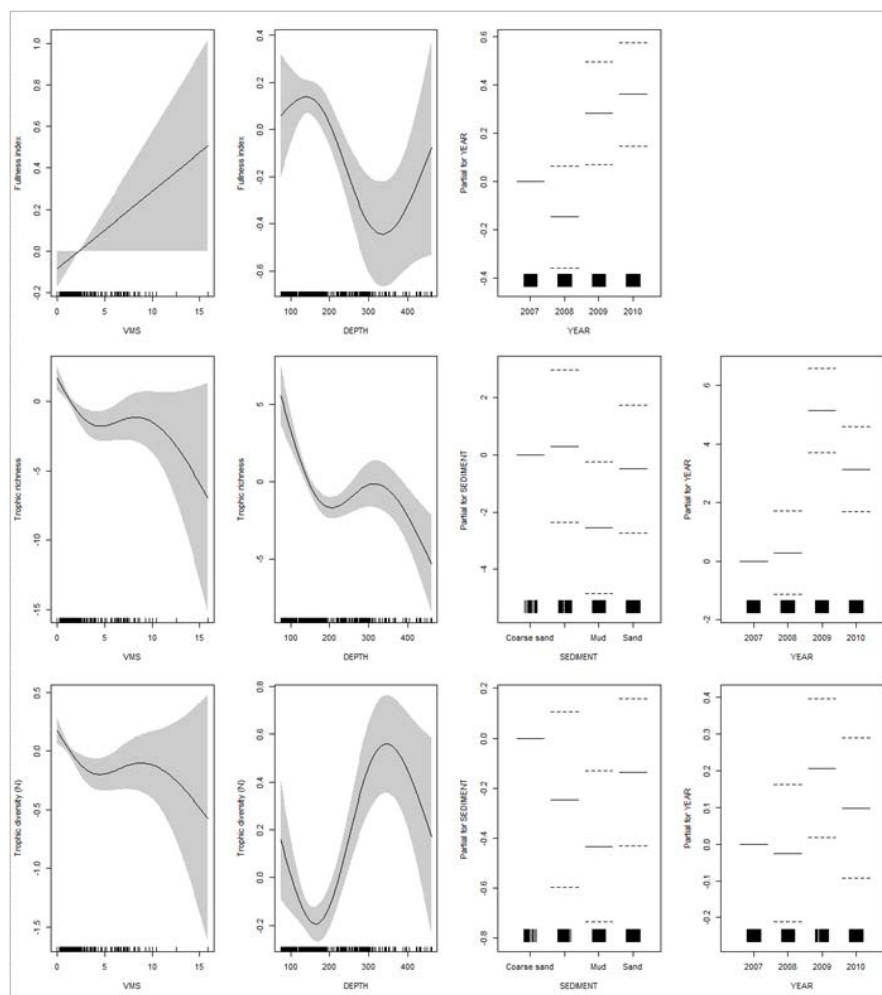 Fullness index
1.0
0.8
0.6
0.4
0.2
0.0
-0.2
0 5 10 15
VMS
Fullness index
0.4
0.2
0.0
-0.2
-0.4
-0.6
100 200 300 400
DEPTH
Partial for YEAR
0.6
0.4
0.2
0.0
-0.2
-0.4
2007 2008 2009 2010
YEAR
Trophic richness
0
-5
-10
-15
0 5 10 15
VMS
Trophic richness
5
0
-5
100 200 300 400
DEPTH
Partial for SEDIMENT
2
0
-2
-4
Coarse sand Mud Sand
SEDIMENT
Partial for YEAR
6
4
2
0
-2
2007 2008 2009 2010
YEAR
Trophic diversity (N)
0.5
0.0
-0.5
-1.0
-1.5
0 5 10 15
VMS
Trophic diversity (N)
0.8
0.6
0.4
0.2
0.0
-0.2
100 200 300 400
DEPTH
Partial for SEDIMENT
0.2
0.0
-0.2
-0.4
-0.6
-0.8
Coarse sand Mud Sand
SEDIMENT
Partial for YEAR
0.4
0.3
0.2
0.1
0.0
-0.1
-0.2
2007 2008 2009 2010
YEAR